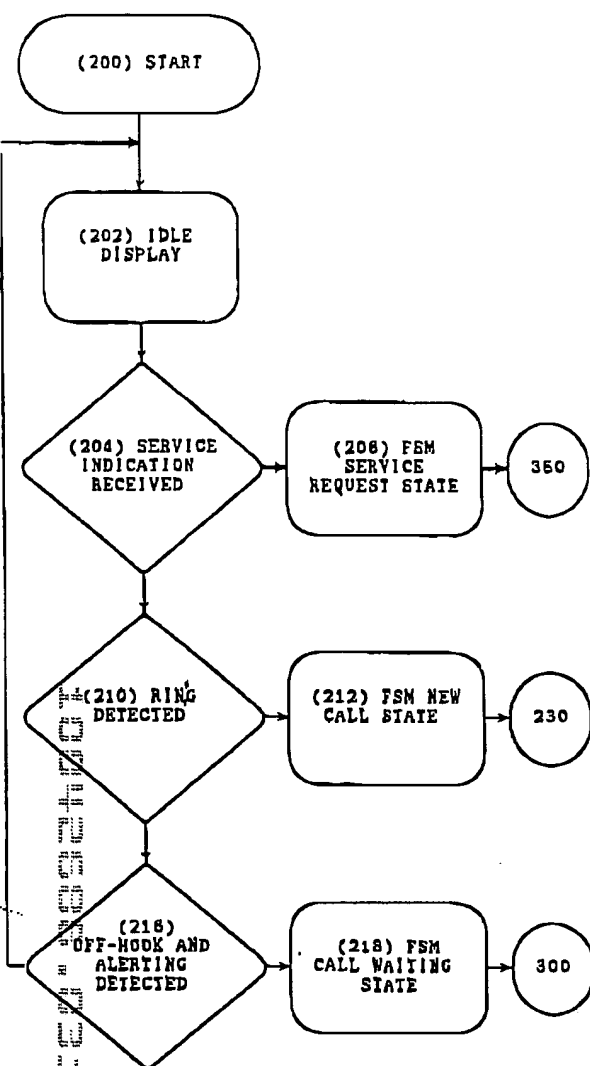 (200) START
(202) IDLE
DISPLAY
(204) SERVICE
INDICATION
RECEIVED
(206) FSM
SERVICE
REQUEST STATE
350
(210) RING
DETECTED
(212) FSM NEW
CALL STATE
230
(216)
OFF-HOOK AND
ALERTING
DETECTED
(218) FSM
CALL WAITING
STATE
300